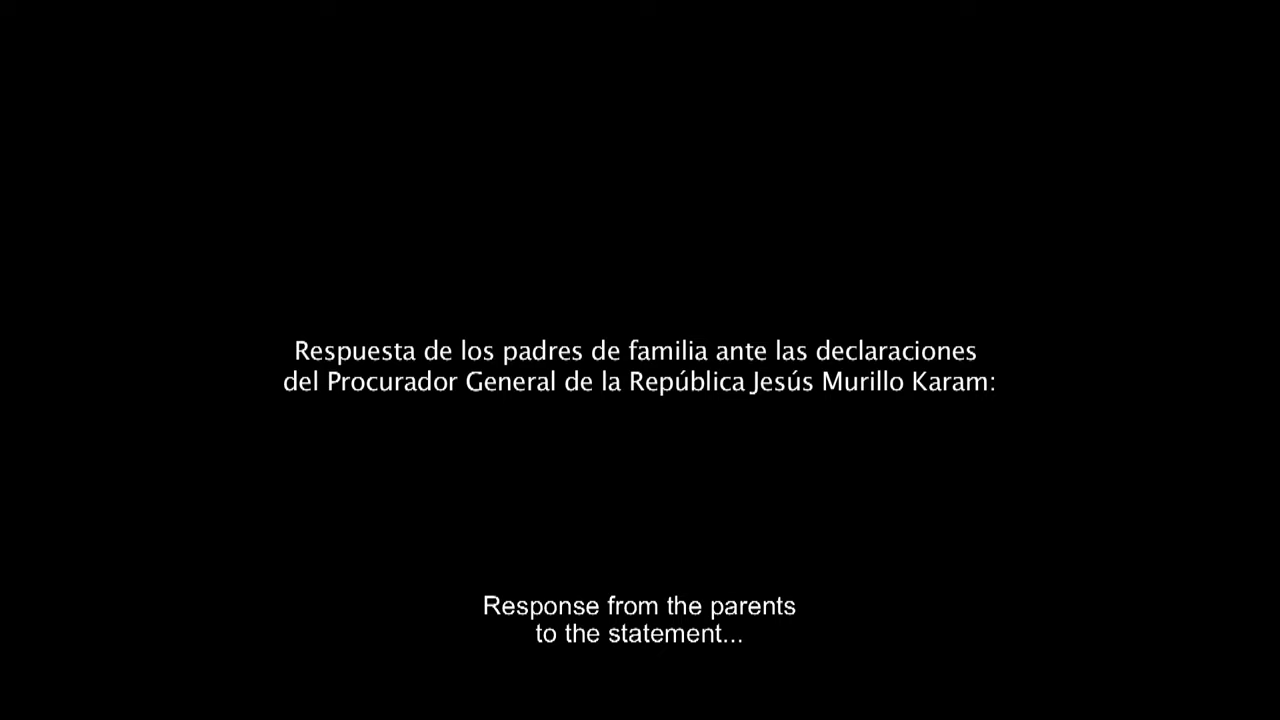 Respuesta de los padres de familia ante las declaraciones
del Procurador General de la República Jesús Murillo Karam:
Response from the parents
to the statement...